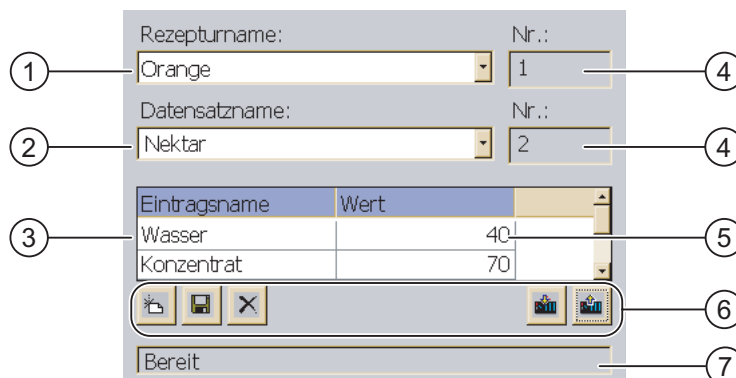 Rezepturname: Nr.:
1 Orange 1 4
Datensatzname: Nr.:
2 Nektar 2 4
Eintragsname Wert
3 Wasser 40 5
Konzentrat 70
6
Bereit 7